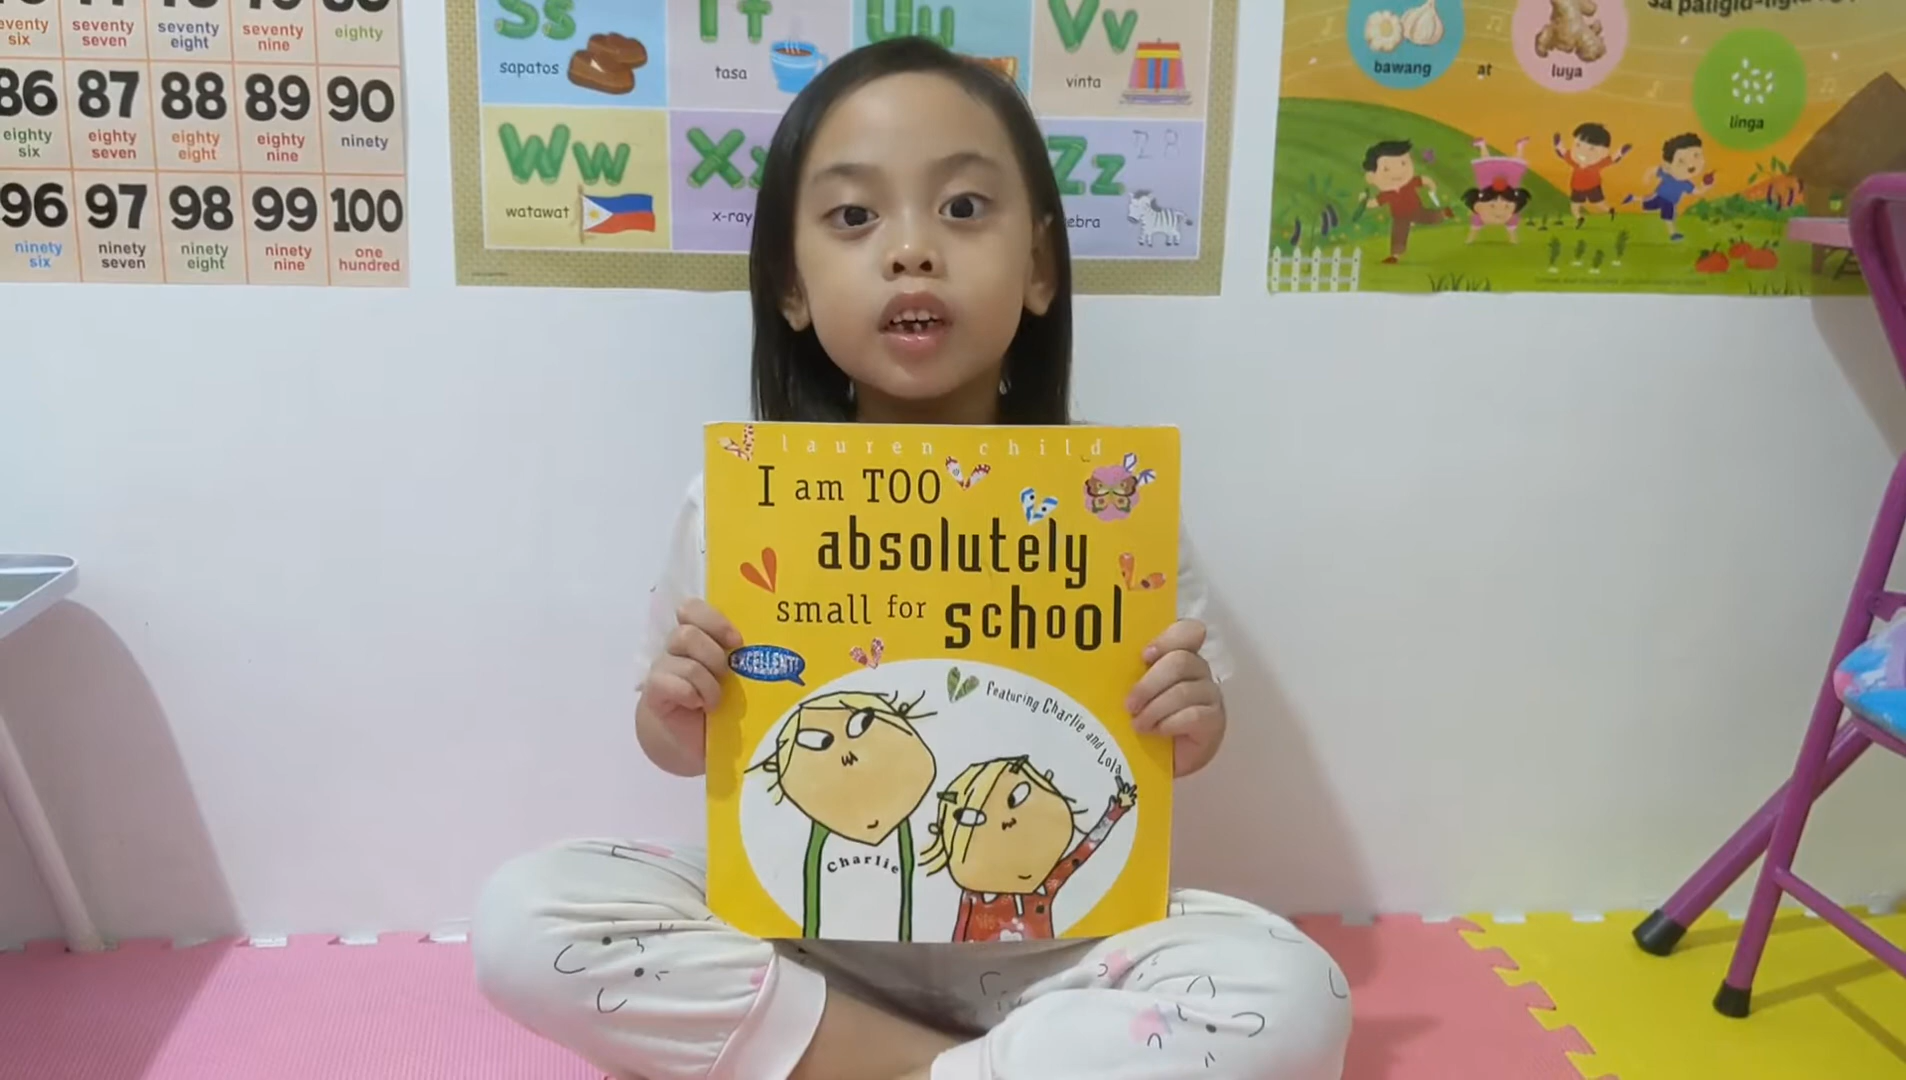 seventy
six
seventy
seven
seventy
eight
seventy
nine
eighty
86 87 88 89 90
eighty
six
eighty
seven
eighty
eight
eighty
nine
ninety
96 97 98 99 100
ninety
six
ninety
seven
ninety
eight
ninety
nine
one
hundred
Ss
sapatos
Tt
tasa
Uu
Vv
vinta
Ww
watawat
x-ray
Zz
bawang at luya
linga
lauren child
I am TOO
absolutely
small for school
EXCELLENT!
Featuring Charlie and Lola
Charlie